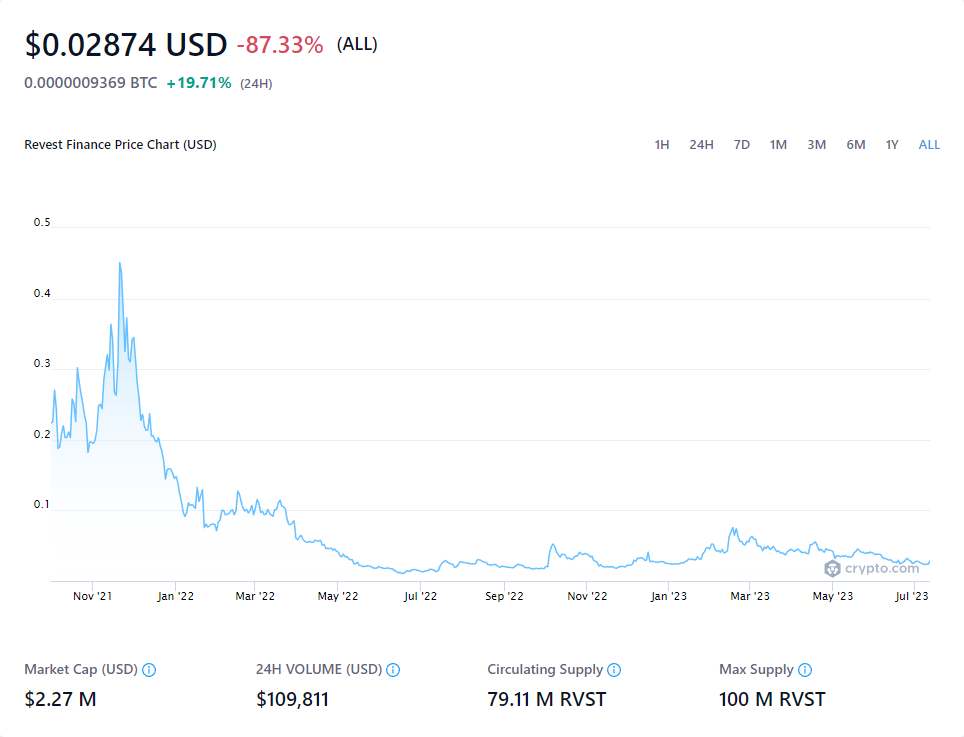 $0.02874 USD -87.33% (ALL)
0.0000009369 BTC +19.71% (24H)
Revest Finance Price Chart (USD) 1H 24H 7D 1M 3M 6M 1Y ALL
0.5
0.4
0.3
0.2
0.1
crypto.com
Nov '21 Jan '22 Mar '22 May '22 Jul '22 Sep '22 Nov '22 Jan '23 Mar '23 May '23 Jul '23
Market Cap (USD) 24H VOLUME (USD) Circulating Supply Max Supply
$2.27 M $109,811 79.11 M RVST 100 M RVST